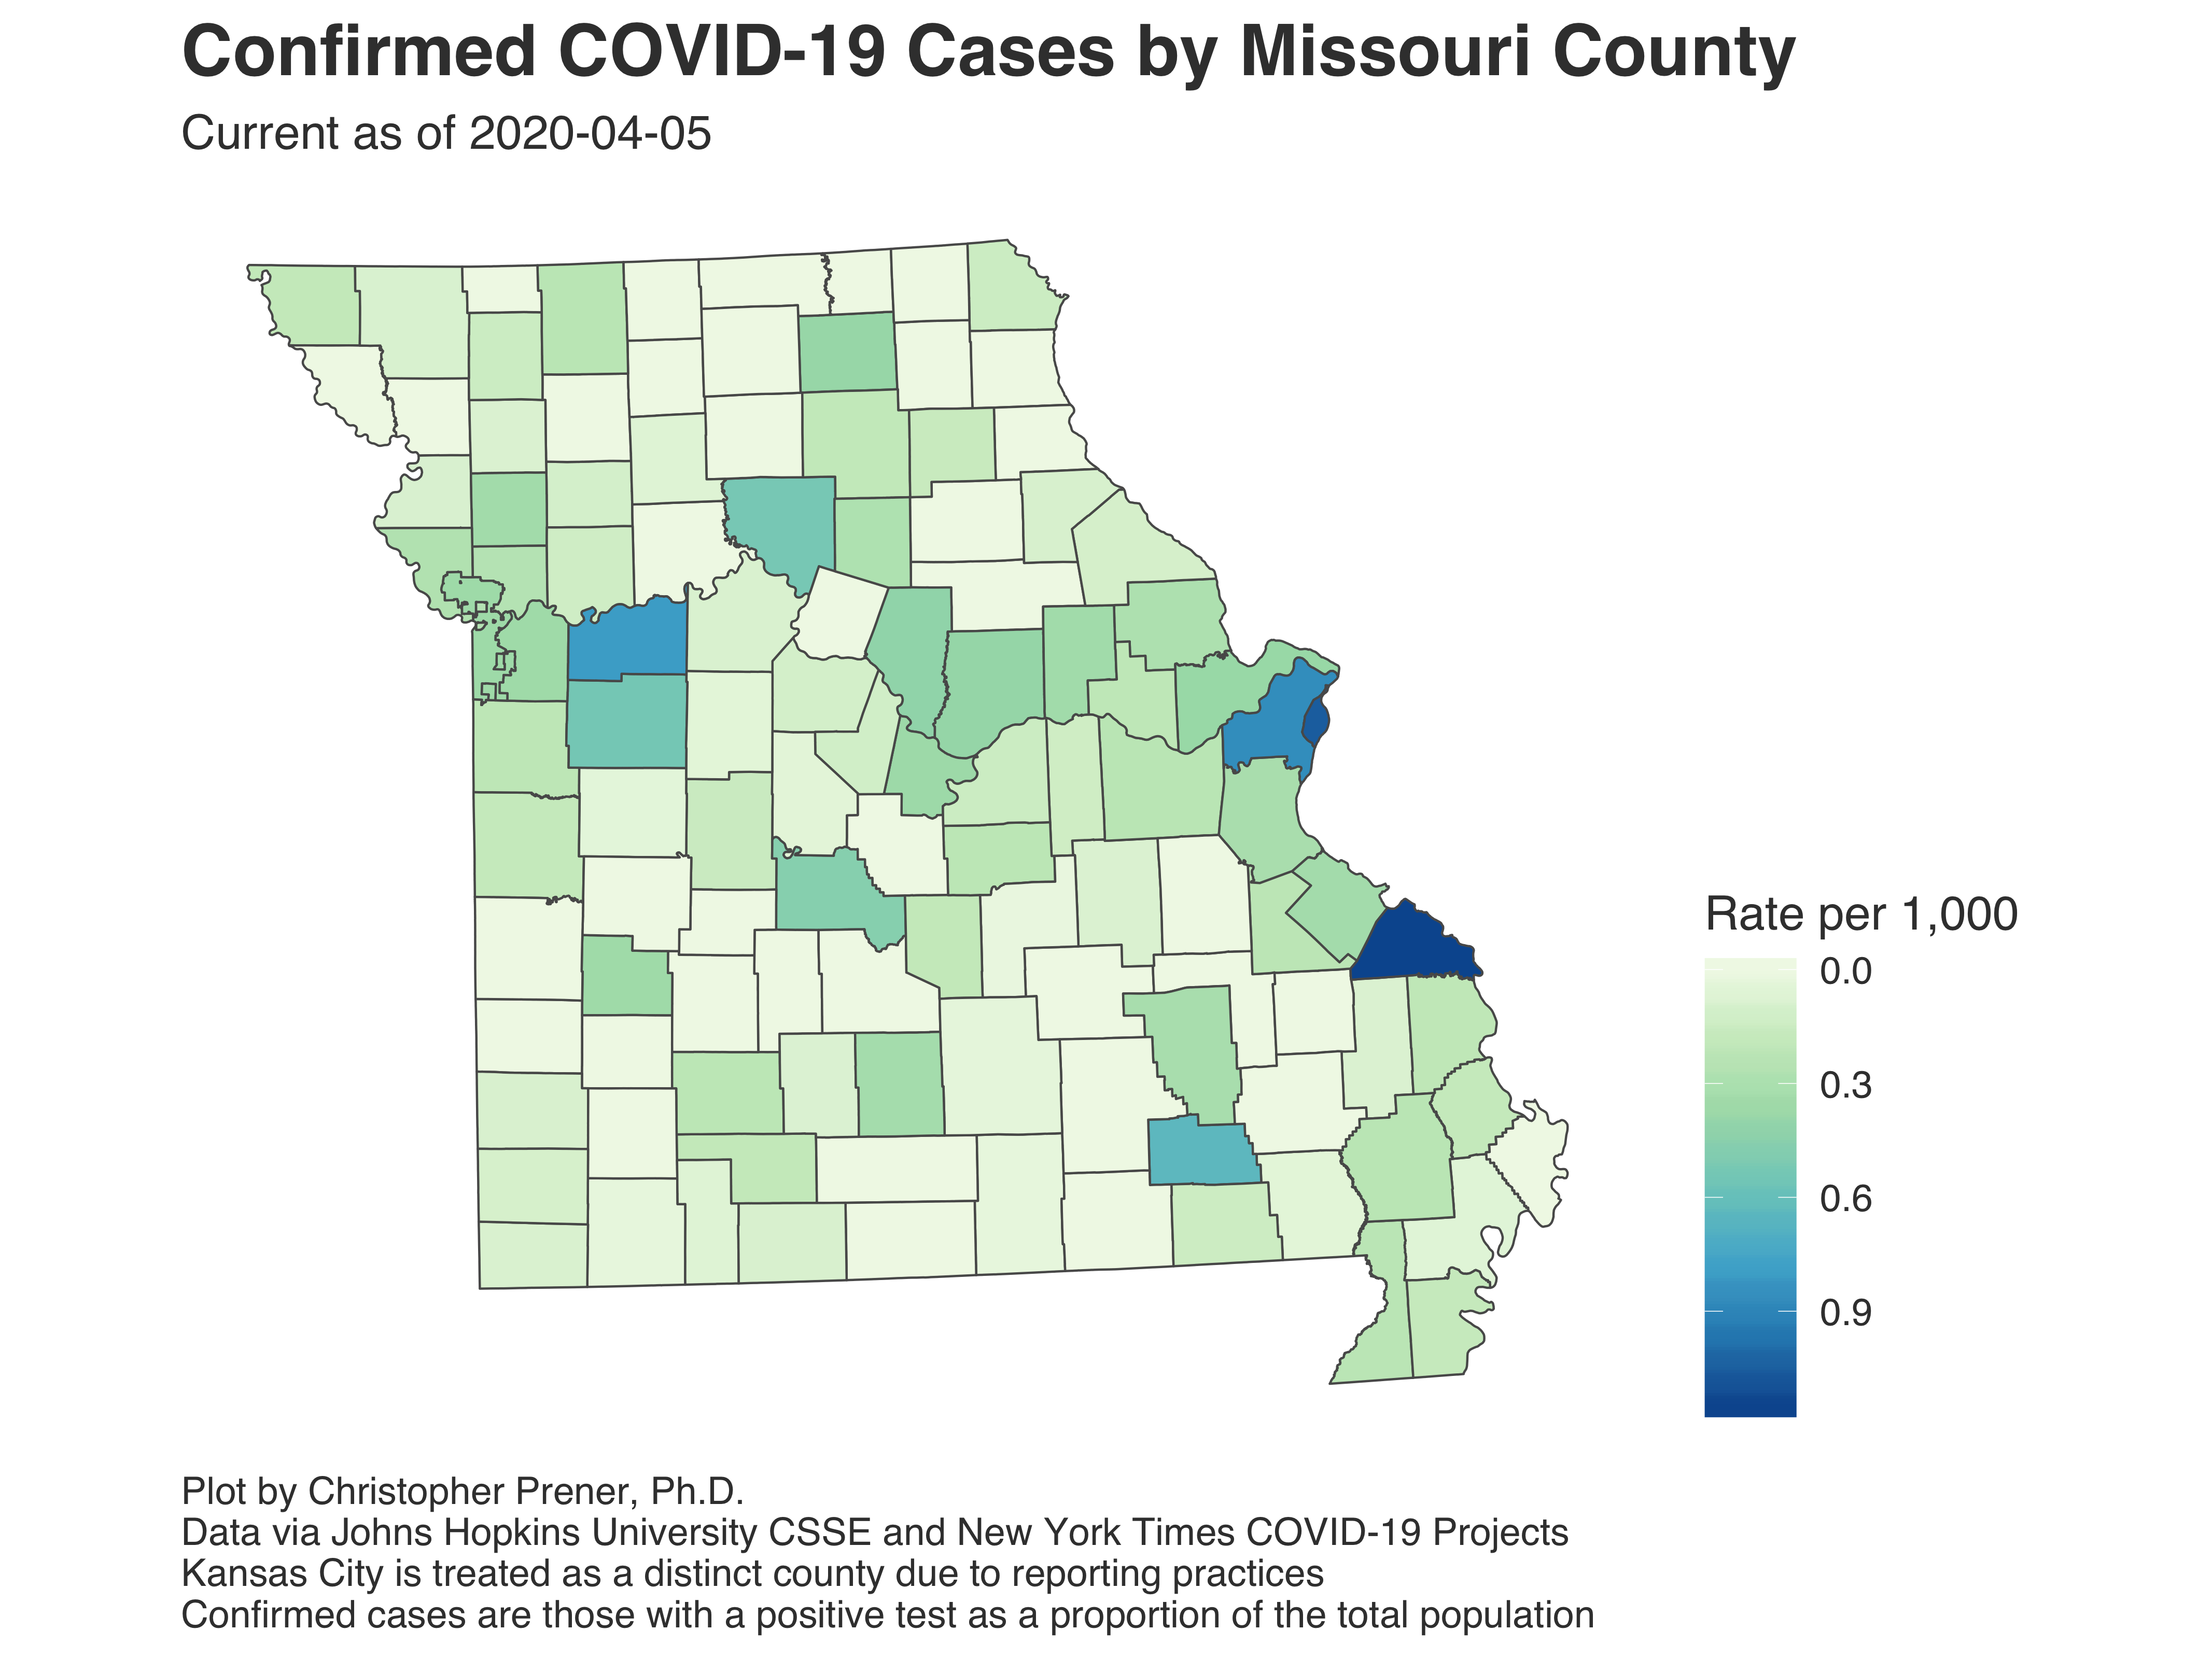 Confirmed COVID-19 Cases by Missouri County
Current as of 2020-04-05
Rate per 1,000
0.0
0.3
0.6
0.9
Plot by Christopher Prener, Ph.D.
Data via Johns Hopkins University CSSE and New York Times COVID-19 Projects
Kansas City is treated as a distinct county due to reporting practices
Confirmed cases are those with a positive test as a proportion of the total population